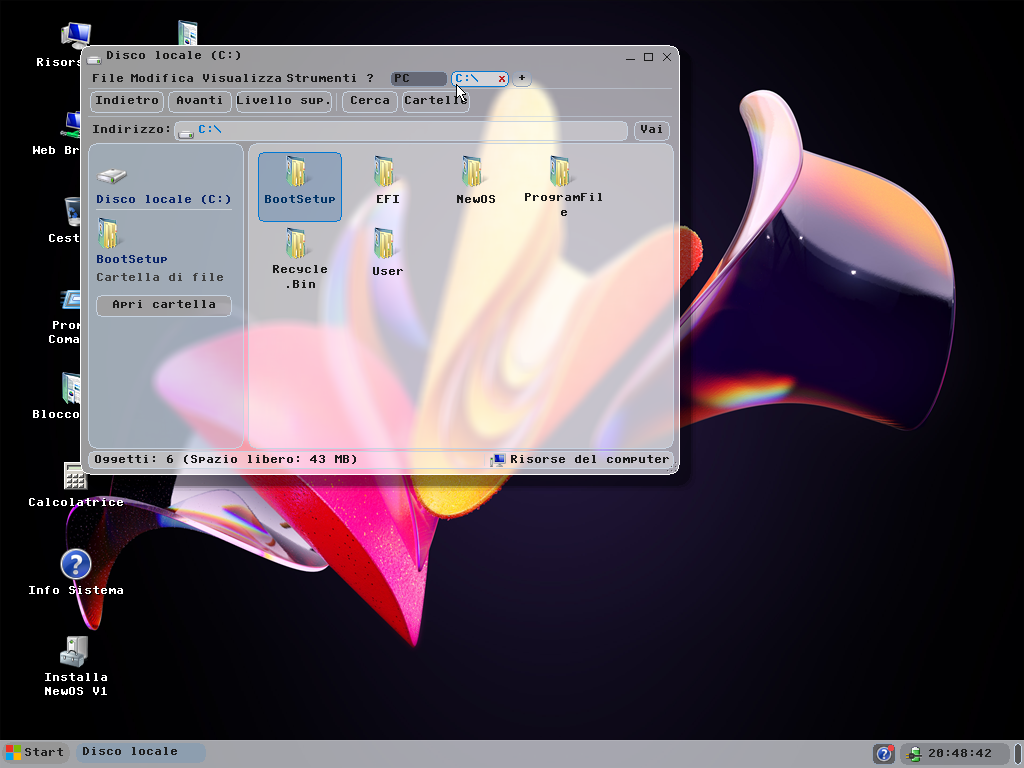 Disco locale (C:)
File Modifica Visualizza Strumenti ? PC C:\ x +
Indietro Avanti Livello sup. Cerca Cartelle
Indirizzo: C:\ Vai
Disco locale (C:)
BootSetup
Cartella di file
Apri cartella
BootSetup
EFI
NewOS
ProgramFil
e
Recycle
.Bin
User
Oggetti: 6 (Spazio libero: 43 MB) Risorse del computer
Risors
Web Br
Cest
Pro
Coma
Blocco
Calcolatrice
Info Sistema
Installa
NewOS V1
Start Disco locale 20:48:42